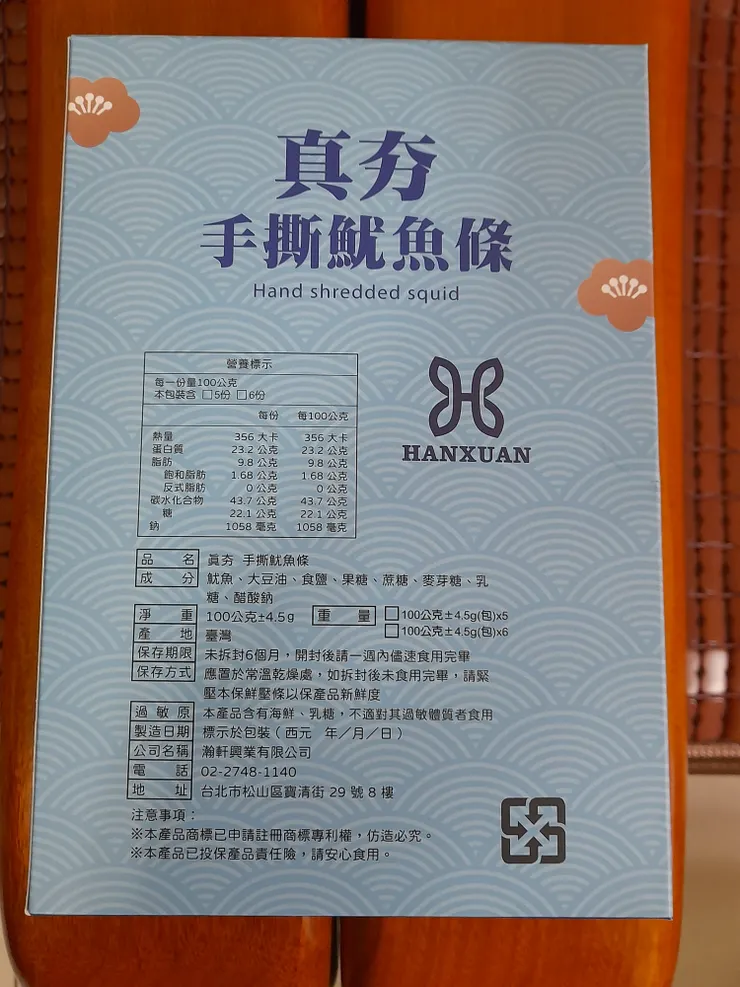 真夯
手撕魷魚條
Hand shredded squid
營養標示
每一份量100公克
本包裝含 □5份 □6份
每份 每100公克
熱量 356 大卡 356 大卡
蛋白質 23.2 公克 23.2 公克
脂肪 9.8 公克 9.8 公克
飽和脂肪 1.68 公克 1.68 公克
反式脂肪 0 公克 0 公克
碳水化合物 43.7 公克 43.7 公克
糖 22.1 公克 22.1 公克
鈉 1058 毫克 1058 毫克
HANXUAN
品名 真夯 手撕魷魚條
成分 魷魚、大豆油、食鹽、果糖、蔗糖、麥芽糖、乳
糖、醋酸鈉
淨重 100公克±4.5g 重量 □100公克±4.5g(包)x5
□100公克±4.5g(包)x6
產地 臺灣
保存期限 未拆封6個月，開封後請一週內儘速食用完畢
保存方式 應置於常溫乾燥處，如拆封後未食用完畢，請緊
壓本保鮮壓條以保產品新鮮度
過敏原 本產品含有海鮮、乳糖，不適對其過敏體質者食用
製造日期 標示於包裝（西元 年／月／日）
公司名稱 瀚軒興業有限公司
電話 02-2748-1140
地址 台北市松山區寶清街 29 號 8 樓
注意事項：
※本產品商標已申請註冊商標專利權，仿造必究。
※本產品已投保產品責任險，請安心食用。